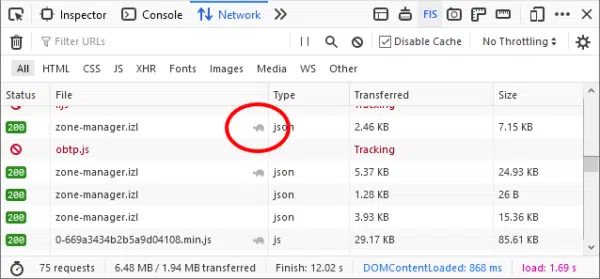 Inspector Console Network FIS
Filter URLs Disable Cache No Throttling
All HTML CSS JS XHR Fonts Images Media WS Other
Status File Type Transferred Size
Tracking
200 zone-manager.izl json 2.46 KB 7.15 KB
obtp.js Tracking
200 zone-manager.izl json 5.37 KB 24.93 KB
zone-manager.izl json 1.28 KB 26 B
200 zone-manager.izl json 3.93 KB 15.36 KB
200 0-669a3434b2b5a9d04108.min.js js 29.17 KB 85.61 KB
75 requests 6.48 MB / 1.94 MB transferred Finish: 12.02 s DOMContentLoaded: 868 ms load: 1.69 s